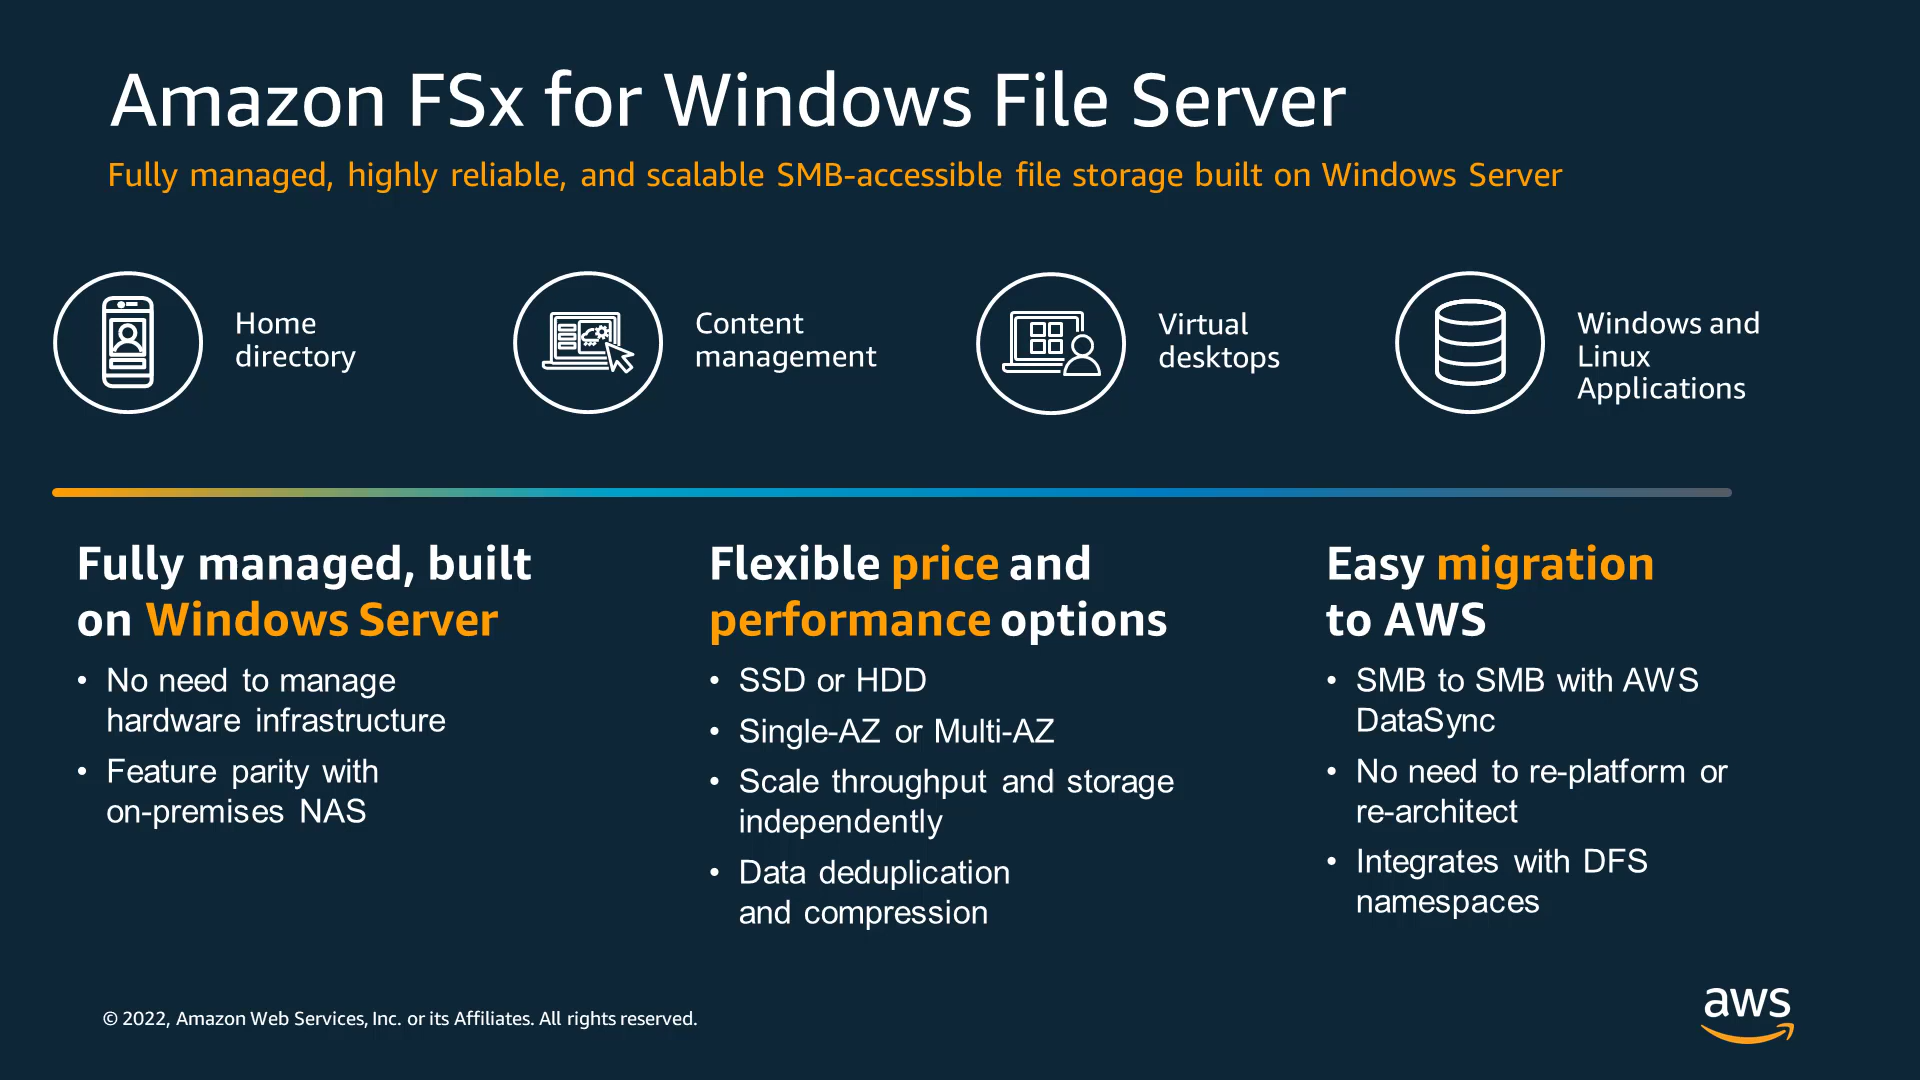 Amazon FSx for Windows File Server
Fully managed, highly reliable, and scalable SMB-accessible file storage built on Windows Server
Home
directory
Content
management
Virtual
desktops
Windows and
Linux
Applications
Fully managed, built
on Windows Server
• No need to manage
hardware infrastructure
• Feature parity with
on-premises NAS
Flexible price and
performance options
• SSD or HDD
• Single-AZ or Multi-AZ
• Scale throughput and storage
independently
• Data deduplication
and compression
Easy migration
to AWS
• SMB to SMB with AWS
DataSync
• No need to re-platform or
re-architect
• Integrates with DFS
namespaces
© 2022, Amazon Web Services, Inc. or its Affiliates. All rights reserved.
aws